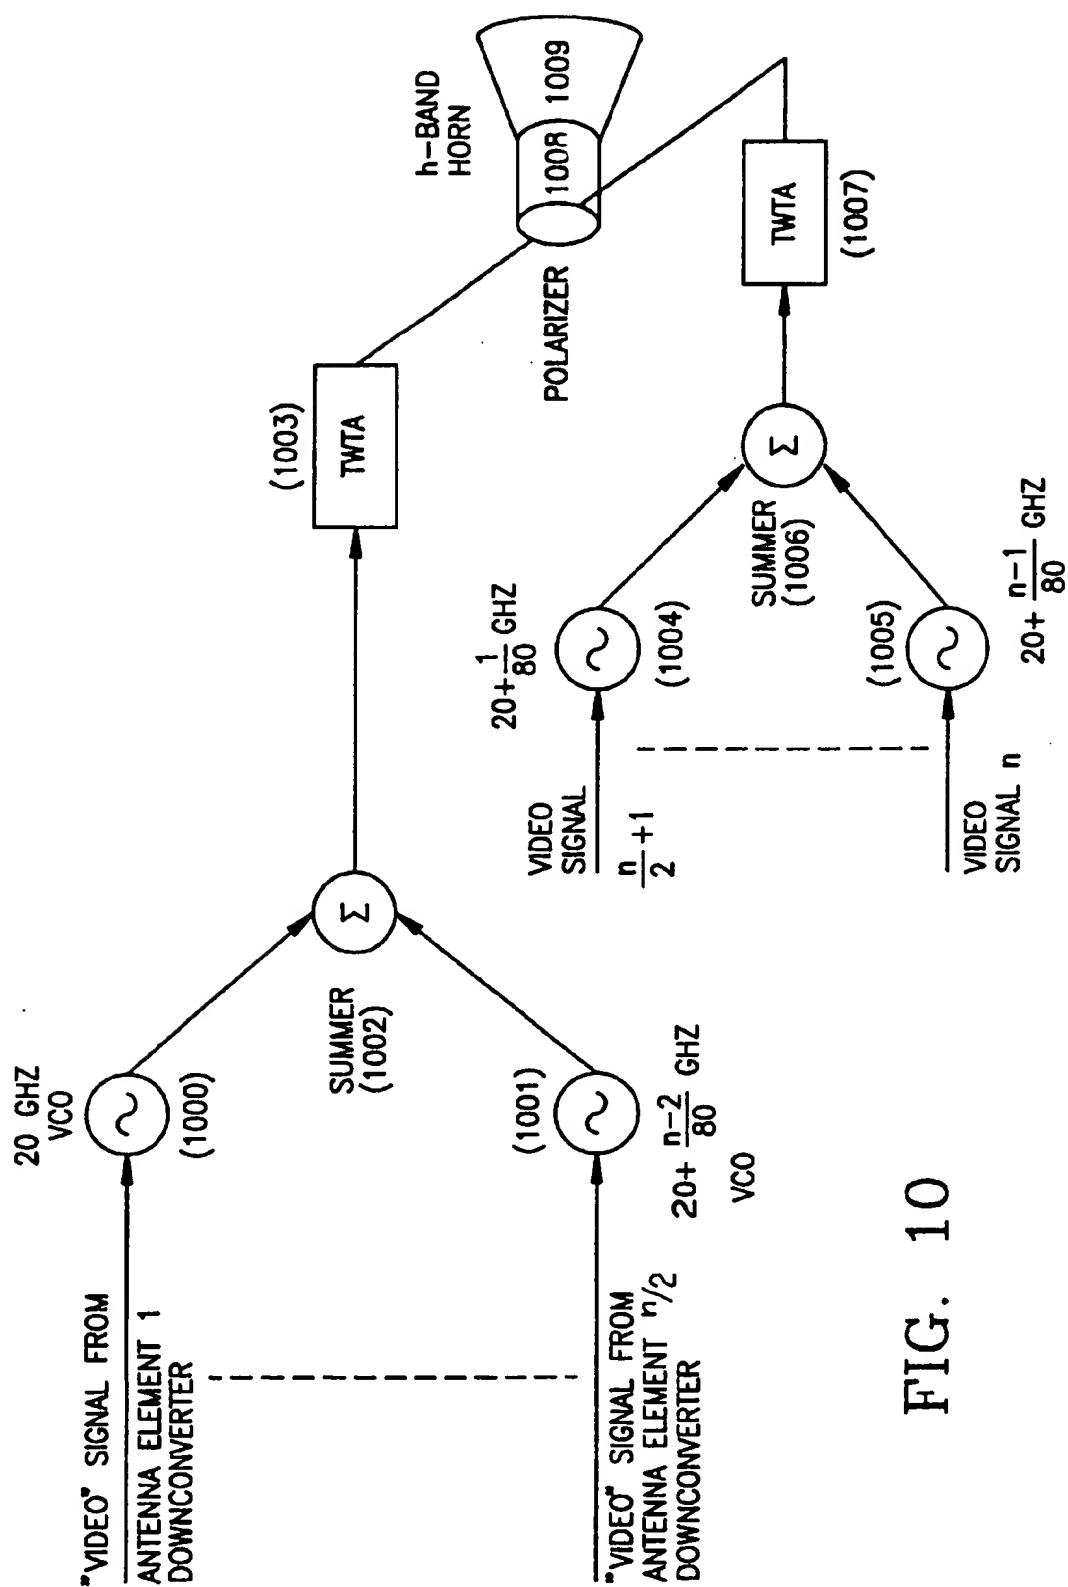 "VIDEO" SIGNAL FROM
ANTENNA ELEMENT 1
DOWNCONVERTER
20 GHZ
VCO
(1000)
"VIDEO" SIGNAL FROM
ANTENNA ELEMENT n/2
DOWNCONVERTER
(1001)
20+ n-2/80 GHZ
VCO
Σ
SUMMER
(1002)
(1003)
TWTA
h-BAND
HORN
1008
1009
POLARIZER
VIDEO
SIGNAL
n/2 +1
20+ 1/80 GHZ
(1004)
VIDEO
SIGNAL n
(1005)
20+ n-1/80 GHZ
Σ
SUMMER
(1006)
TWTA
(1007)
FIG. 10